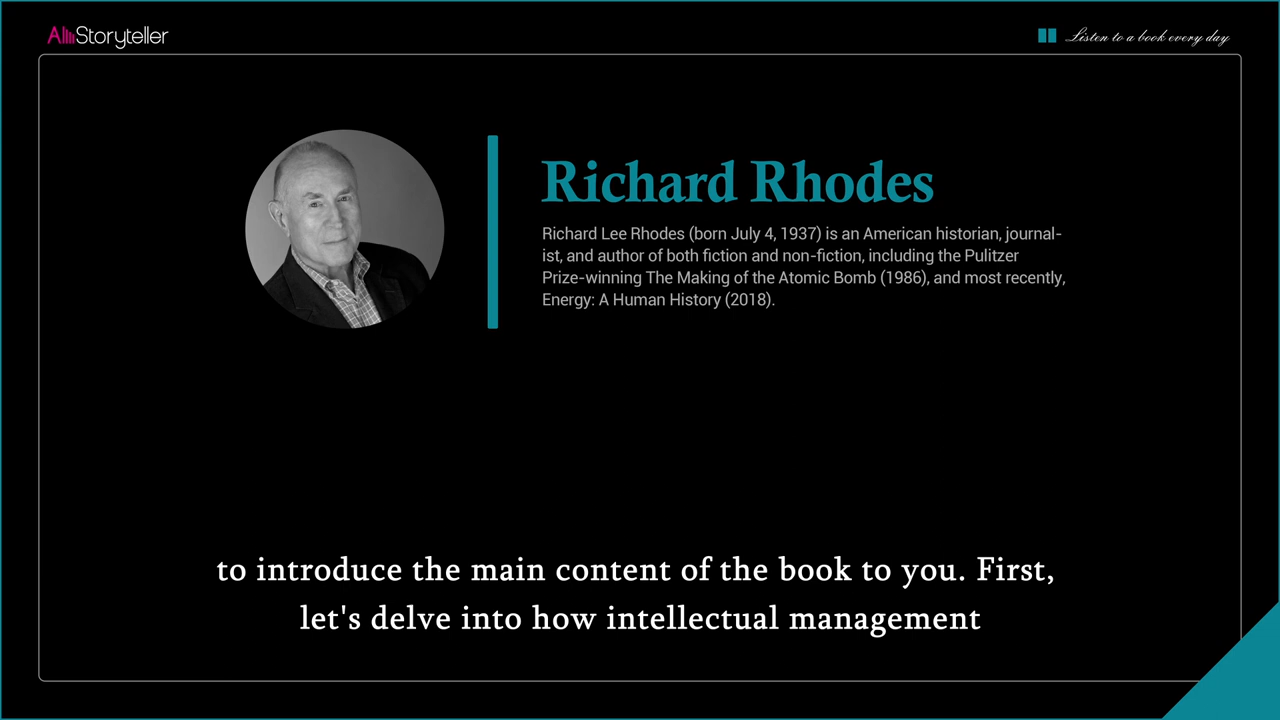 AllStoryteller
Listen to a book every day
Richard Rhodes
Richard Lee Rhodes (born July 4, 1937) is an American historian, journal-
ist, and author of both fiction and non-fiction, including the Pulitzer
Prize-winning The Making of the Atomic Bomb (1986), and most recently,
Energy: A Human History (2018).
to introduce the main content of the book to you. First,
let's delve into how intellectual management